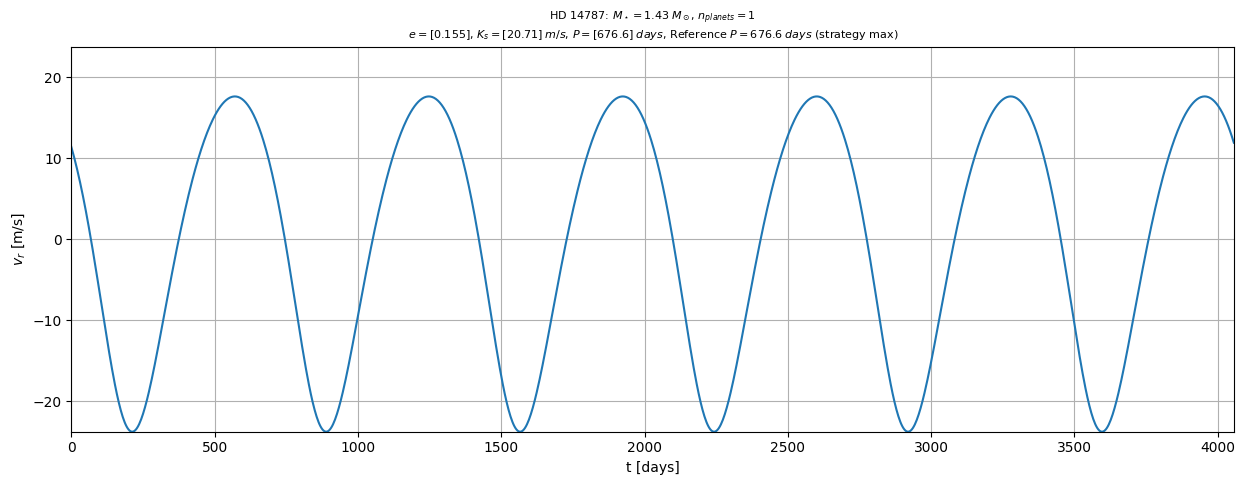 HD 14787: M⋆ = 1.43 M⊙, nplanets = 1
e = [0.155], Ks = [20.71] m/s, P = [676.6] days, Reference P = 676.6 days (strategy max)
20
10
0
−10
−20
vr [m/s]
0 500 1000 1500 2000 2500 3000 3500 4000
t [days]